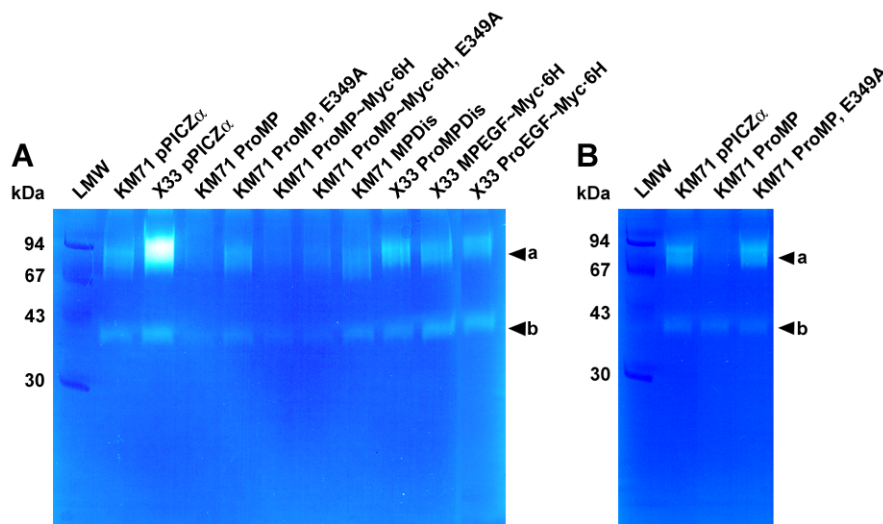 A
kDa
LMW
KM71 pPICZα
X33 pPICZα
KM71 ProMP
KM71 ProMP, E349A
KM71 ProMP~Myc·6H
KM71 ProMP~Myc·6H, E349A
KM71 MPDis
X33 ProMPDis
X33 MPEGF~Myc·6H
X33 ProEGF~Myc·6H
94
67
43
30
a
b
B
kDa
LMW
KM71 pPICZα
KM71 ProMP
KM71 ProMP, E349A
94
67
43
30
a
b